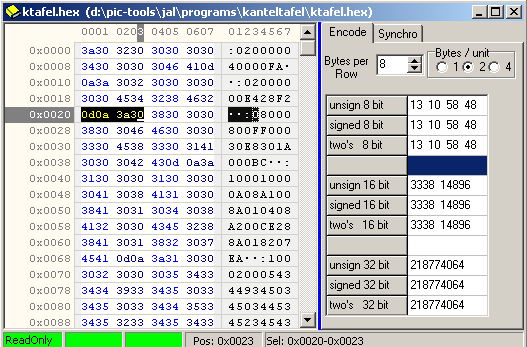 ktafel.hex (d:\pic-tools\jal\programs\kanteltafel\ktafel.hex)
0001 0203 0405 0607 01234567
0x0000 3a30 3230 3030 3030 :0200000
0x0008 3430 3030 3046 410d 40000FA·
0x0010 0a3a 3032 3030 3030 ·:020000
0x0018 3030 4534 3238 4632 00E428F2
0x0020 0d0a 3a30 3830 3030 ··:08000
0x0028 3830 3046 4630 3030 800FF000
0x0030 3330 4538 3330 3141 30E8301A
0x0038 3030 3042 430d 0a3a 000BC··:
0x0040 3130 3030 3130 3030 10001000
0x0048 3041 3038 4131 3030 0A08A100
0x0050 3841 3031 3034 3038 8A010408
0x0058 4132 3030 4345 3238 A200CE28
0x0060 3841 3031 3832 3037 8A018207
0x0068 4541 0d0a 3a31 3030 EA··:100
0x0070 3032 3030 3035 3433 02000543
0x0078 3434 3933 3435 3033 44934503
0x0080 3435 3033 3434 3533 45034453
0x0088 3435 3233 3435 3433 45234543
Encode Synchro
Bytes per Row 8
Bytes / unit
1 2 4
unsign 8 bit 13 10 58 48
signed 8 bit 13 10 58 48
two's 8 bit 13 10 58 48
unsign 16 bit 3338 14896
signed 16 bit 3338 14896
two's 16 bit 3338 14896
unsign 32 bit 218774064
signed 32 bit 218774064
two's 32 bit 218774064
ReadOnly Pos: 0x0023 Sel: 0x0020-0x0023